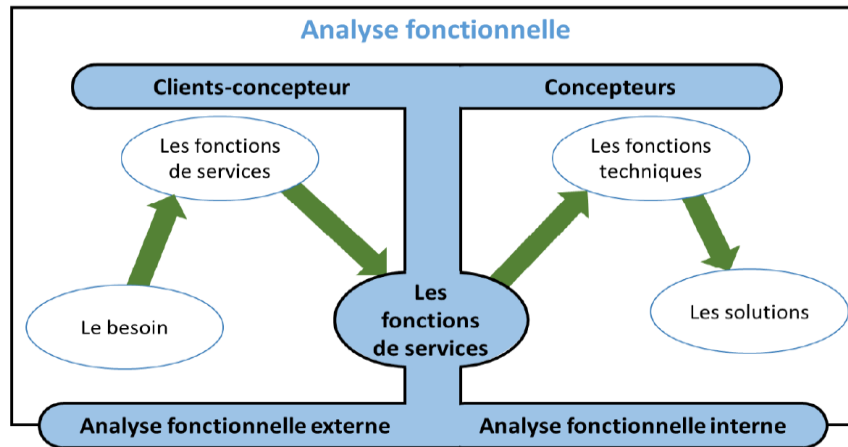 Analyse fonctionnelle
Clients-concepteur
Concepteurs
Les fonctions
de services
Les fonctions
techniques
Le besoin
Les
fonctions
de services
Les solutions
Analyse fonctionnelle externe
Analyse fonctionnelle interne